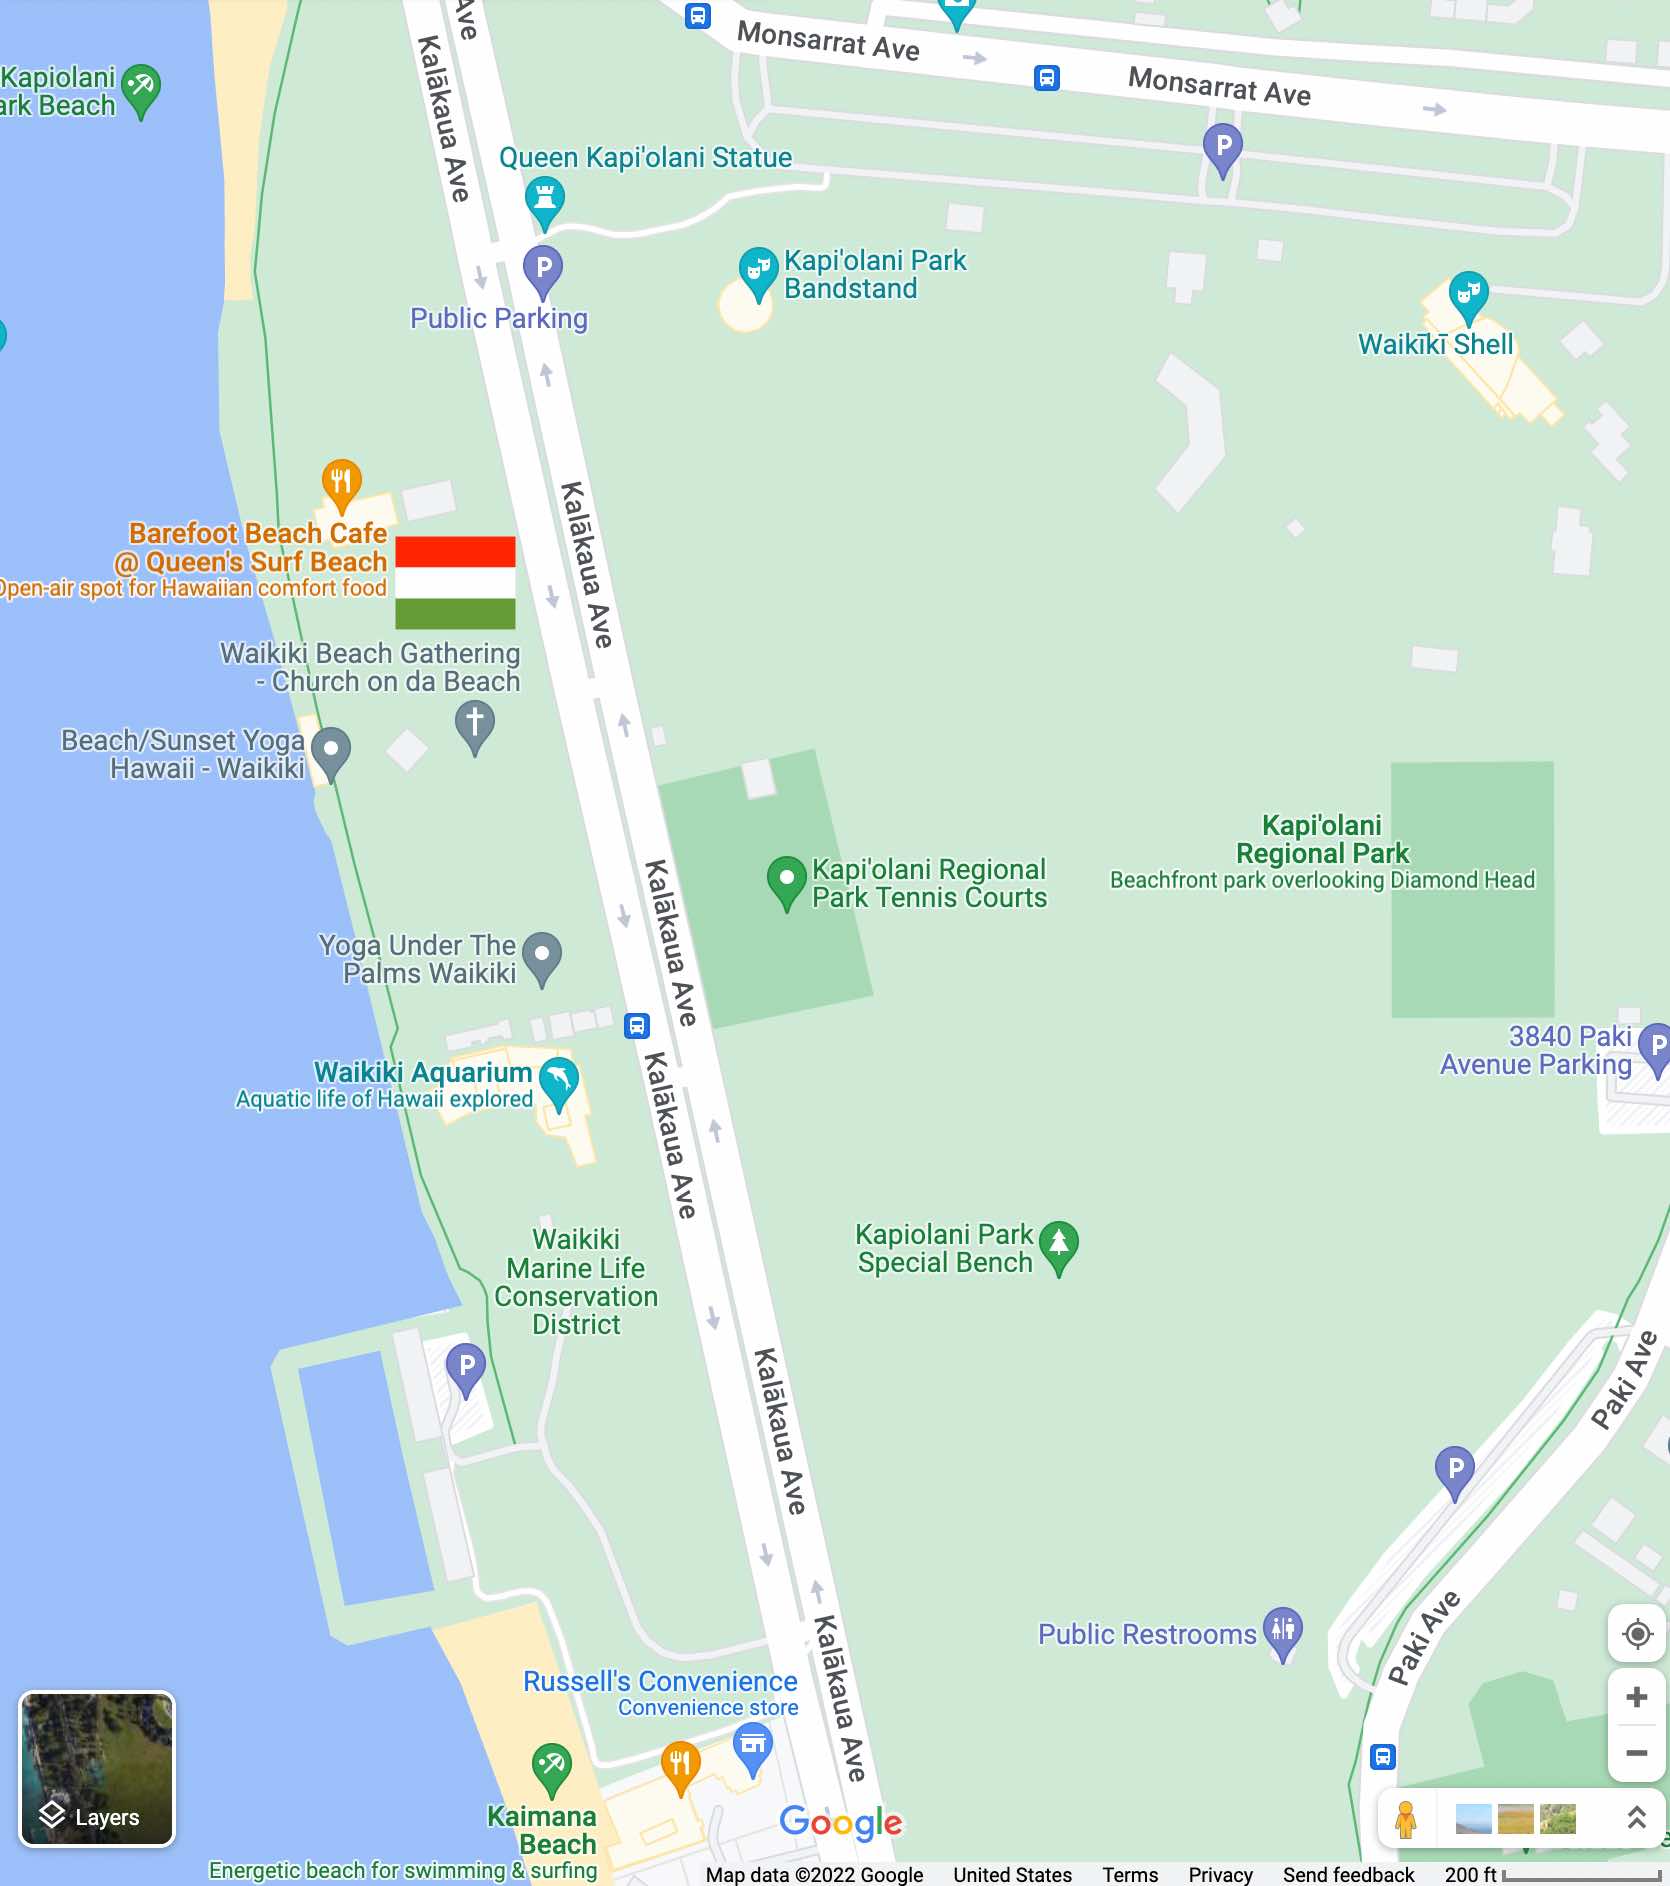 Ave
Monsarrat Ave
Kalākaua Ave
Kapiolani
ark Beach
Monsarrat Ave
Queen Kapi'olani Statue
P
P
Kapi'olani Park
Bandstand
Public Parking
Waikīkī Shell
Kalākaua Ave
Barefoot Beach Cafe
@ Queen's Surf Beach
Open-air spot for Hawaiian comfort food
Waikiki Beach Gathering
- Church on da Beach
Beach/Sunset Yoga
Hawaii - Waikiki
Kapi'olani
Regional Park
Beachfront park overlooking Diamond Head
Kapi'olani Regional
Park Tennis Courts
Kalākaua Ave
Yoga Under The
Palms Waikiki
3840 Paki
Avenue Parking
P
Waikiki Aquarium
Aquatic life of Hawaii explored
Kalākaua Ave
Waikiki
Marine Life
Conservation
District
Kapiolani Park
Special Bench
P
Kalākaua Ave
Paki Ave
P
Public Restrooms
Paki Ave
Russell's Convenience
Convenience store
Kalākaua Ave
Layers
Kaimana
Beach
Energetic beach for swimming & surfing
Google
Map data ©2022 Google United States Terms Privacy Send feedback 200 ft